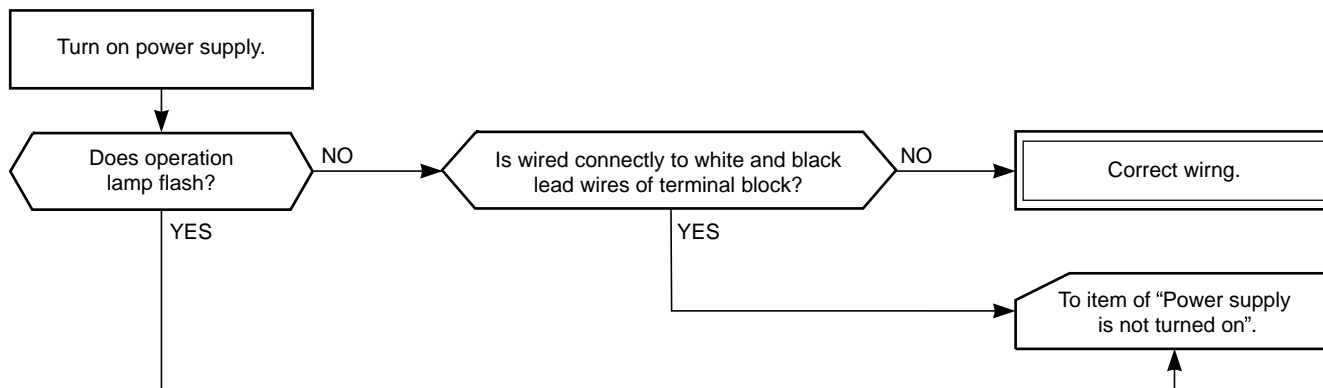 Turn on power supply.
Does operation
lamp flash?
NO
Is wired connectly to white and black
lead wires of terminal block?
NO
Correct wirng.
YES
YES
To item of “Power supply
is not turned on”.